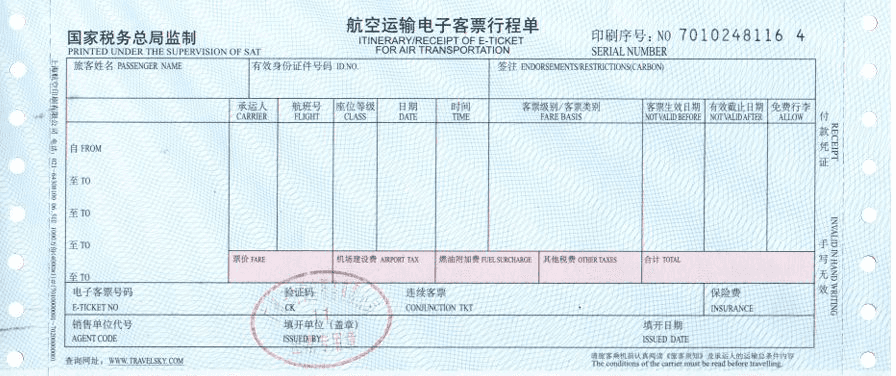 航空运输电子客票行程单
ITINERARY/RECEIPT OF E-TICKET
FOR AIR TRANSPORTATION
国家税务总局监制
PRINTED UNDER THE SUPERVISION OF SAT
印刷序号: NO 7010248116 4
SERIAL NUMBER
旅客姓名 PASSENGER NAME 有效身份证件号码 ID.NO. 签注 ENDORSEMENTS/RESTRICTIONS(CARBON)
承运人 航班号 座位等级 日期 时间 客票级别/客票类别 客票生效日期 有效截止日期 免费行李
CARRIER FLIGHT CLASS DATE TIME FARE BASIS NOT VALID BEFORE NOT VALID AFTER ALLOW
自 FROM
至 TO
至 TO
至 TO
至 TO
票价 FARE 机场建设费 AIRPORT TAX 燃油附加费 FUEL SURCHARGE 其他税费 OTHER TAXES 合计 TOTAL
电子客票号码 验证码 连续客票 保险费
E-TICKET NO CK CONJUNCTION TKT INSURANCE
销售单位代号 填开单位(盖章) 填开日期
AGENT CODE ISSUED BY ISSUED DATE
查询网址: WWW.TRAVELSKY.COM
请旅客乘机前认真阅读《旅客须知》及承运人的运输总条件内容
The conditions of the carrier must be read before travelling.
付款凭证 RECEIPT
手写无效 INVALID IN HAND WRITING